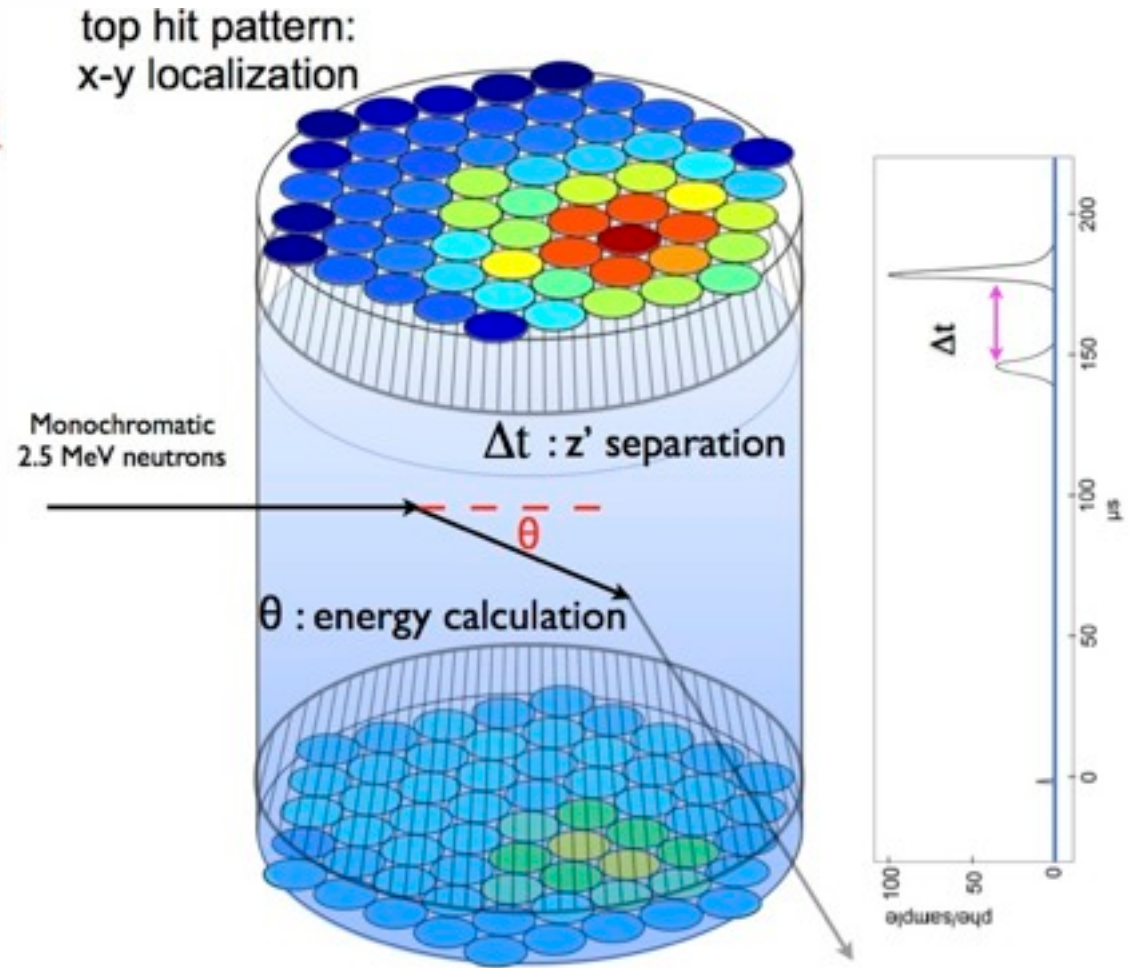 top hit pattern:
x-y localization
Monochromatic
2.5 MeV neutrons
Δt : z' separation
θ
θ : energy calculation
Δt
200
150
100
50
0
μs
100
50
0
phe/sample